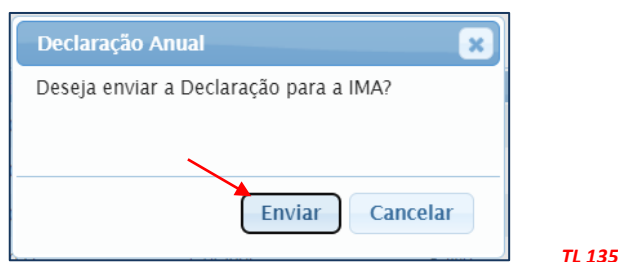 Declaração Anual
Deseja enviar a Declaração para a IMA?
Enviar Cancelar
TL 135